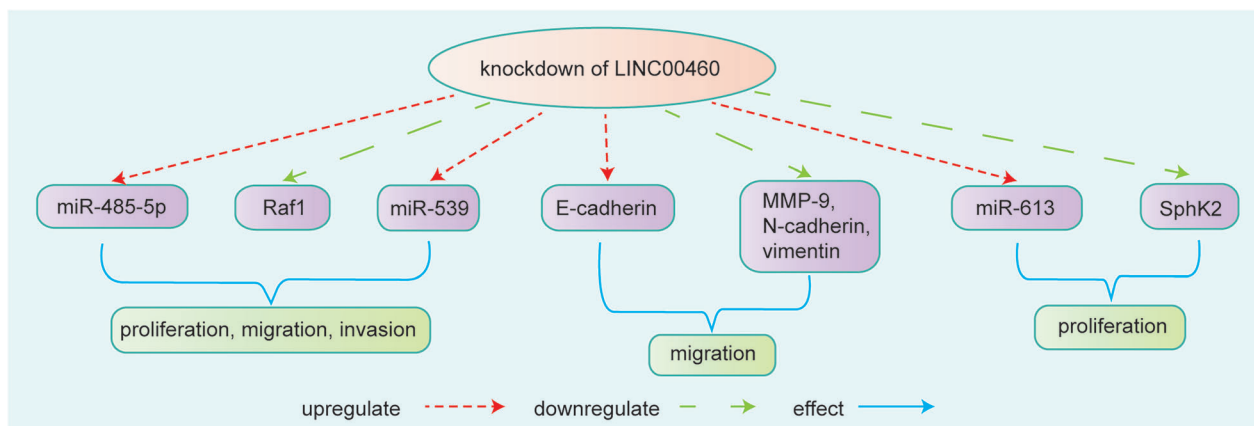 knockdown of LINC00460
miR-485-5p
Raf1
miR-539
E-cadherin
MMP-9,
N-cadherin,
vimentin
miR-613
SphK2
proliferation, migration, invasion
migration
proliferation
upregulate
downregulate
effect